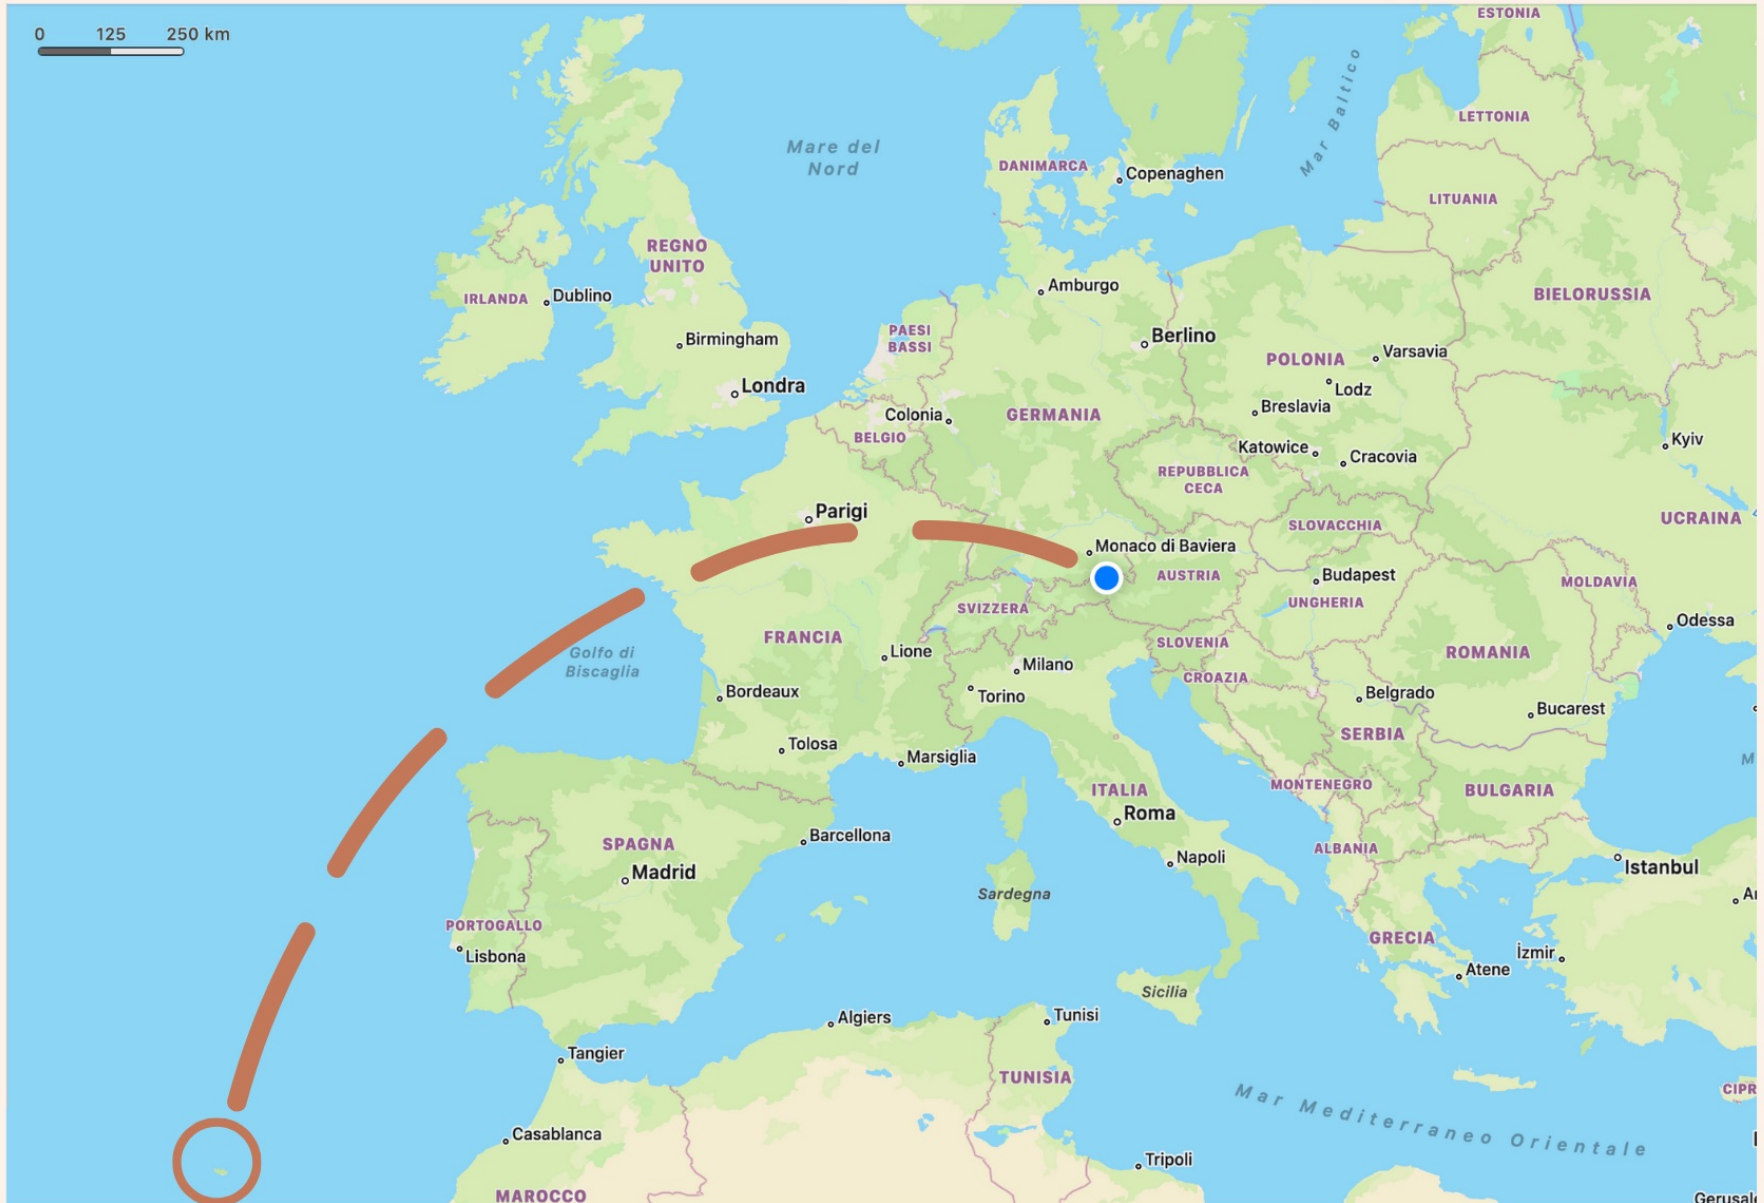 ESTONIA
0 125 250 km
Mar Baltico
LETTONIA
Mare del
Nord
DANIMARCA
Copenaghen
LITUANIA
REGNO
UNITO
Amburgo
IRLANDA
Dublino
BIELORUSSIA
PAESI
BASSI
Birmingham
Berlino
POLONIA
Varsavia
Londra
Lodz
Breslavia
Colonia
GERMANIA
BELGIO
Katowice
Cracovia
Kyiv
REPUBBLICA
CECA
Parigi
SLOVACCHIA
UCRAINA
Monaco di Baviera
AUSTRIA
Budapest
MOLDAVIA
SVIZZERA
UNGHERIA
Odessa
FRANCIA
Golfo di
Biscaglia
Lione
SLOVENIA
ROMANIA
Milano
CROAZIA
Bordeaux
Torino
Belgrado
Bucarest
SERBIA
Tolosa
Marsiglia
M
ITALIA
MONTENEGRO
BULGARIA
Roma
Barcellona
SPAGNA
ALBANIA
Madrid
Napoli
Istanbul
Sardegna
Ar
PORTOGALLO
Lisbona
GRECIA
İzmir
Atene
Sicilia
Algiers
Tunisi
Tangier
TUNISIA
CIPR
Mar Mediterraneo Orientale
Casablanca
Tripoli
MAROCCO
Gerusal